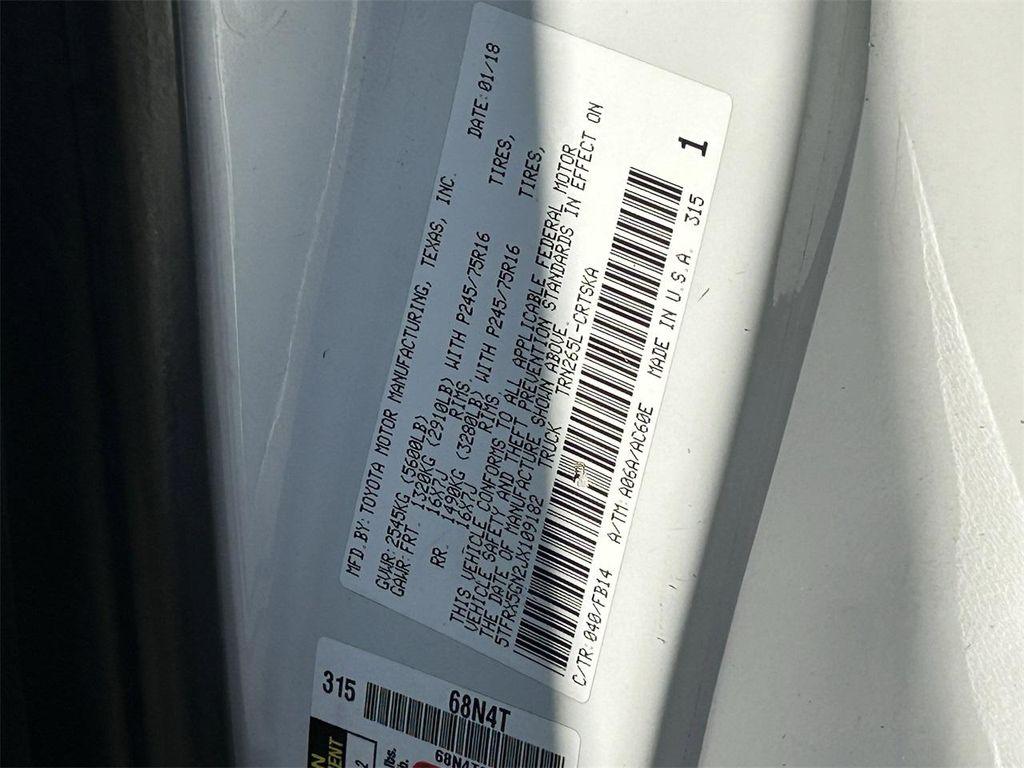 MFD. BY: TOYOTA MOTOR MANUFACTURING, TEXAS, INC. DATE: 01/18
GVWR: 2545KG (5600LB)
GAWR: FRT. 1320KG (2910LB) WITH P245/75R16 TIRES,
16X7J RIMS
RR. 1490KG (3280LB) WITH P245/75R16 TIRES,
16X7J RIMS
THIS VEHICLE CONFORMS TO ALL APPLICABLE FEDERAL MOTOR
VEHICLE SAFETY AND THEFT PREVENTION STANDARDS IN EFFECT ON
THE DATE OF MANUFACTURE SHOWN ABOVE.
5TFRX5GN2JX109182 TRUCK TRN265L-CRTSKA
1
C/TR: 040/FB14 A/TM: A06A/AC60E MADE IN U.S.A. 315
315 68N4T
68N4T
lbs.
2